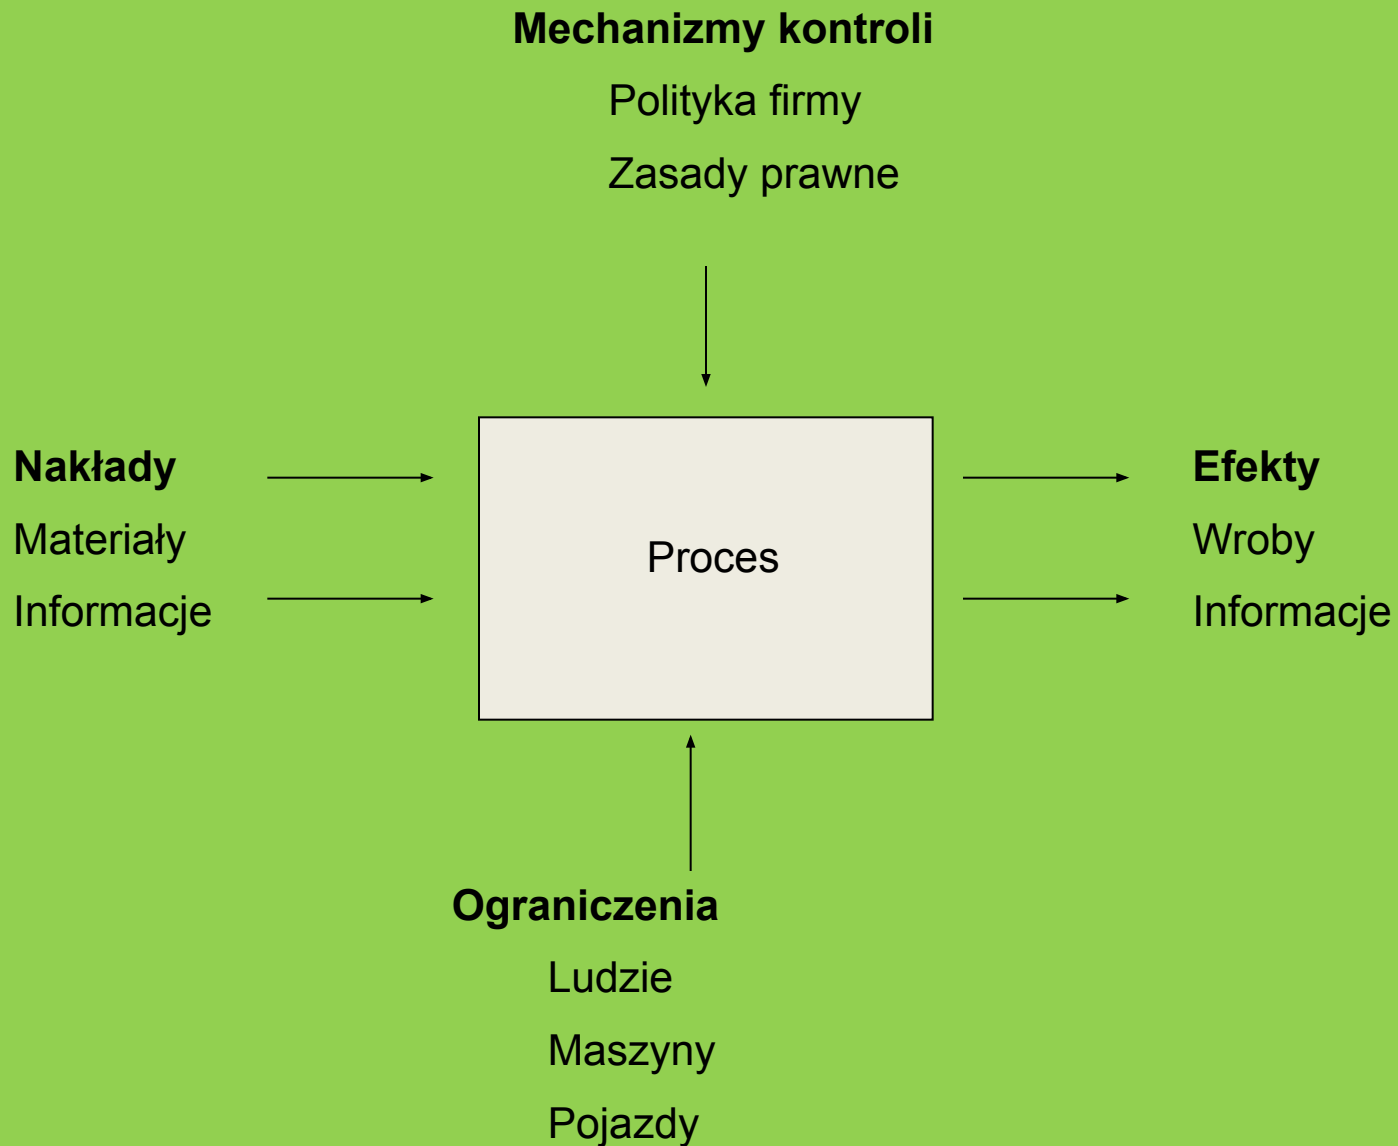 Mechanizmy kontroli
Polityka firmy
Zasady prawne
Nakłady
Materiały
Informacje
Proces
Efekty
Wroby
Informacje
Ograniczenia
Ludzie
Maszyny
Pojazdy